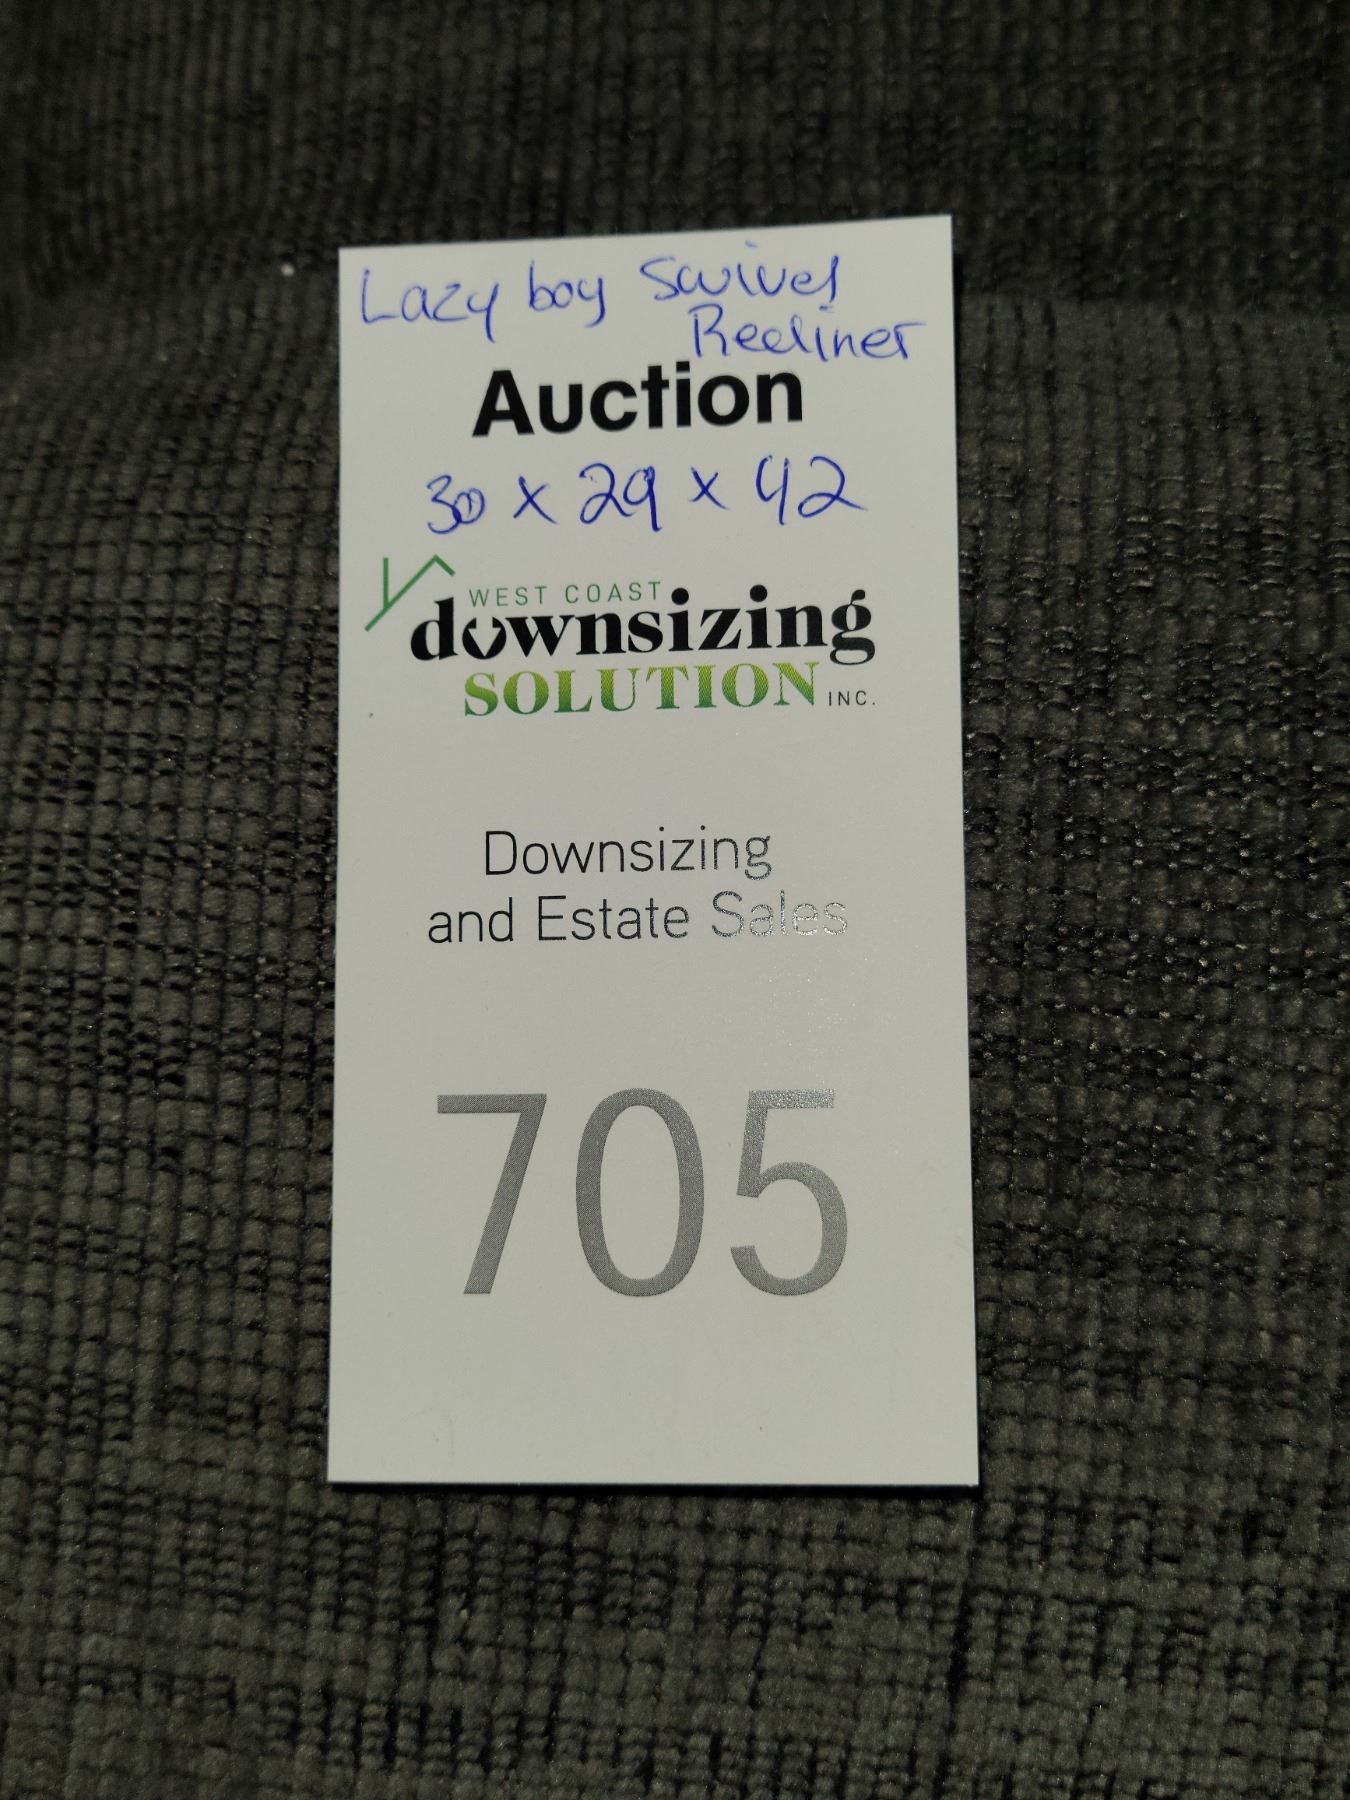 Lazy boy Swivel
Recliner
Auction
30 x 29 x 42
WEST COAST
downsizing
SOLUTION INC.
Downsizing
and Estate Sales
705